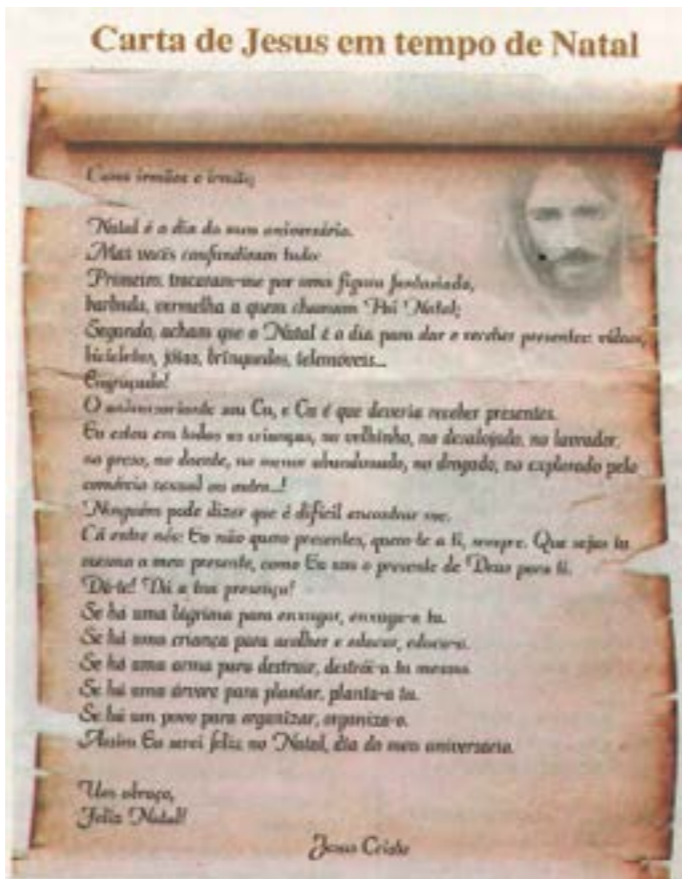 Carta de Jesus em tempo de Natal
Caros irmãos e irmãs;
Natal é o dia do meu aniversário.
Mas vocês confundiram tudo:
Primeiro, trocaram-me por uma figura fantasiada,
barbuda, vermelha a quem chamam Pai Natal;
Segundo, acham que o Natal é o dia para dar e receber presentes: vídeos,
bicicletas, jóias, brinquedos, telemóveis...
Engraçado!
O aniversariante sou Eu, e Eu é que deveria receber presentes.
Eu estou em todas as crianças, no velhinho, no desalojado, no lavrador,
no preso, no doente, no menor abandonado, no drogado, no explorado pelo
comércio sexual ou outro...!
Ninguém pode dizer que é difícil encontrar-me.
Cá entre nós: Eu não quero presentes, quero-te a ti, sempre. Que sejas tu
mesmo o meu presente, como Eu sou o presente de Deus para ti.
Dá-te! Dá a tua presença!
Se há uma lágrima para enxugar, enxuga-a tu.
Se há uma criança para acolher e educar, educa-a.
Se há uma arma para destruir, destrói-a tu mesmo.
Se há uma árvore para plantar, planta-a tu.
Se há um povo para organizar, organiza-o.
Assim Eu serei feliz no Natal, dia do meu aniversário.
Um abraço,
Feliz Natal!
Jesus Cristo